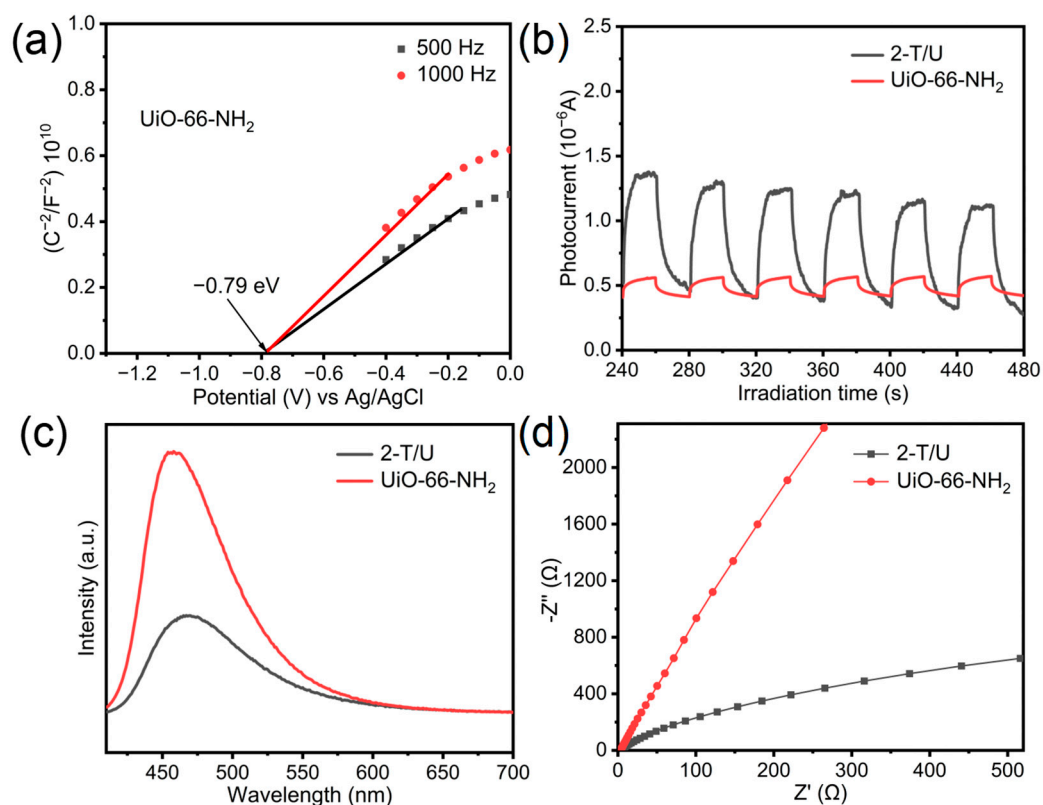 (a)
500 Hz
1000 Hz
UiO-66-NH₂
−0.79 eV
(C⁻²/F⁻²) 10¹⁰
1.0
0.8
0.6
0.4
0.2
0.0
−1.2 −1.0 −0.8 −0.6 −0.4 −0.2 0.0
Potential (V) vs Ag/AgCl
(b)
2-T/U
UiO-66-NH₂
Photocurrent (10⁻⁶A)
2.5
2.0
1.5
1.0
0.5
0.0
240 280 320 360 400 440 480
Irradiation time (s)
(c)
2-T/U
UiO-66-NH₂
Intensity (a.u.)
450 500 550 600 650 700
Wavelength (nm)
(d)
2-T/U
UiO-66-NH₂
-Z" (Ω)
2000
1600
1200
800
400
0
0 100 200 300 400 500
Z' (Ω)